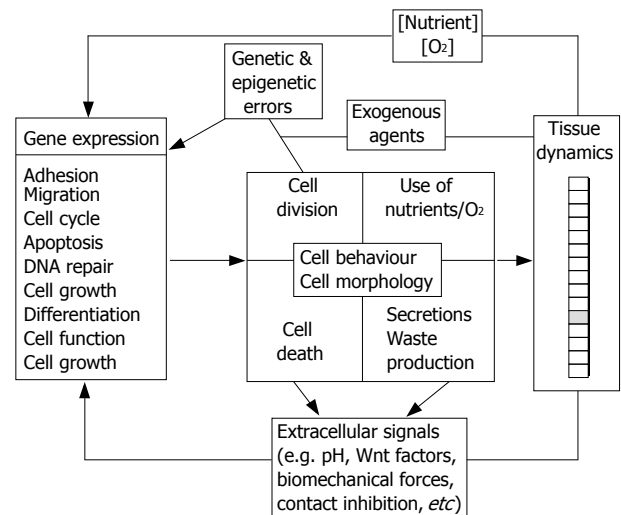 [Nutrient]
[O₂]
Genetic &
epigenetic
errors
Exogenous
agents
Gene expression
Adhesion
Migration
Cell cycle
Apoptosis
DNA repair
Cell growth
Differentiation
Cell function
Cell growth
Cell
division
Use of
nutrients/O₂
Cell behaviour
Cell morphology
Cell
death
Secretions
Waste
production
Tissue
dynamics
Extracellular signals
(e.g. pH, Wnt factors,
biomechanical forces,
contact inhibition, etc)